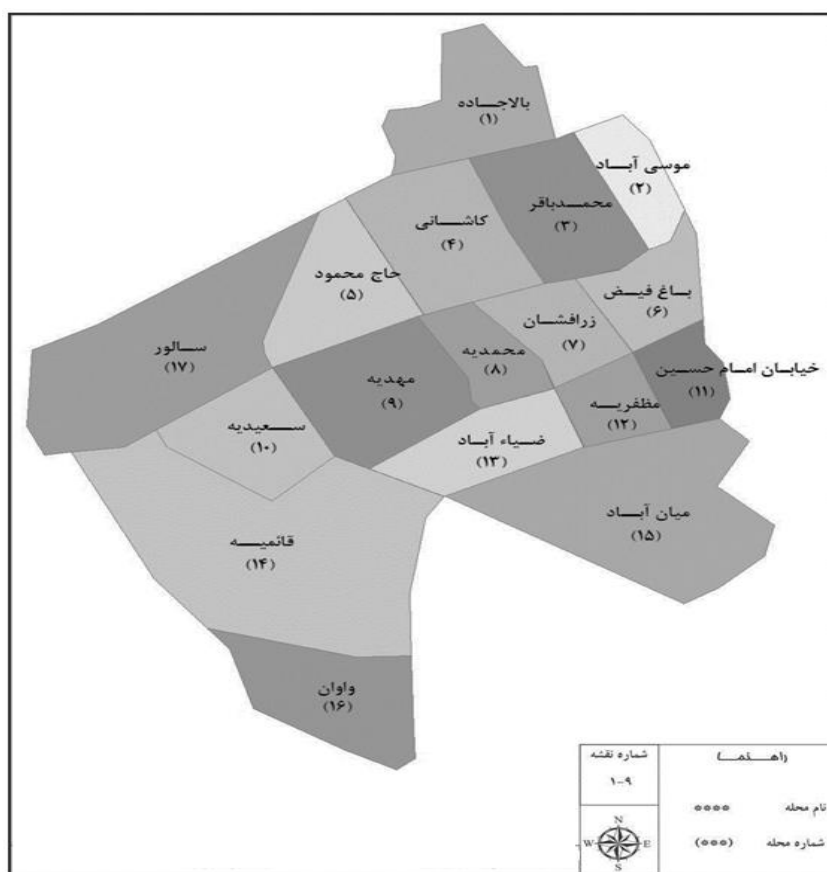 بالاجاده
(۱)
موسی آباد
(۲)
محمدباقر
(۳)
کاشانی
(۴)
حاج محمود
(۵)
باغ فیض
(۶)
زرافشان
(۷)
محمدیه
(۸)
مهدیه
(۹)
سعیدیه
(۱۰)
خیابان امام حسین
(۱۱)
مظفریه
(۱۲)
ضیاء آباد
(۱۳)
قائمیه
(۱۴)
میان آباد
(۱۵)
واوان
(۱۶)
سالور
(۱۷)
راهنما
نام محله ****
شماره محله (***)
شماره نقشه
۱-۹
N
W E
S